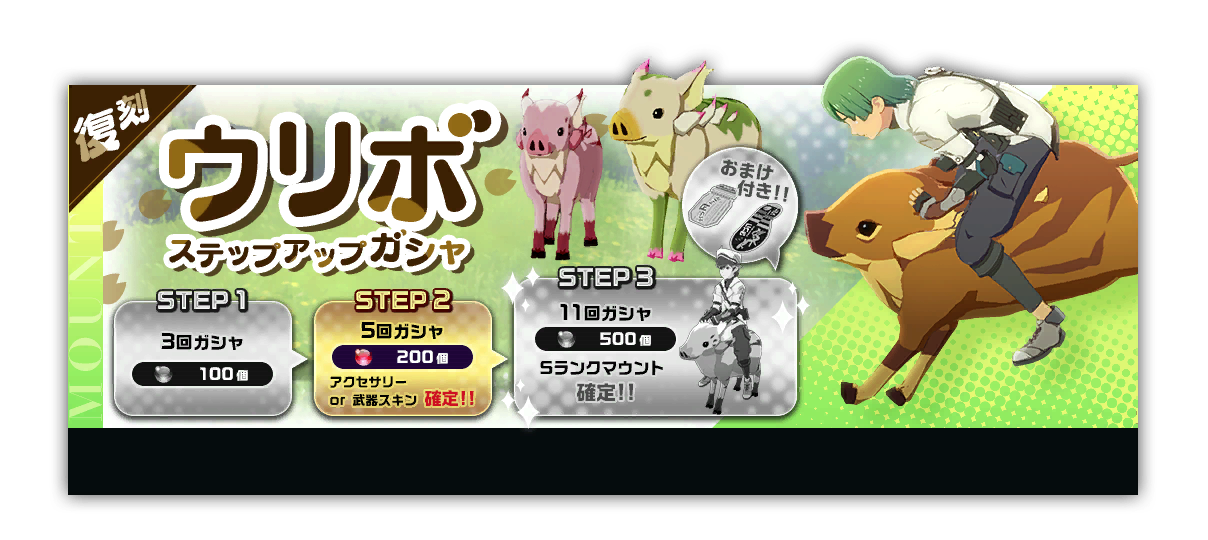 復刻
ウリボ
ステップアップガシャ
MOUNT
おまけ
付き!!
STEP 1
3回ガシャ
100個
STEP 2
5回ガシャ
200個
アクセサリー
or 武器スキン 確定!!
STEP 3
11回ガシャ
500個
Sランクマウント
確定!!